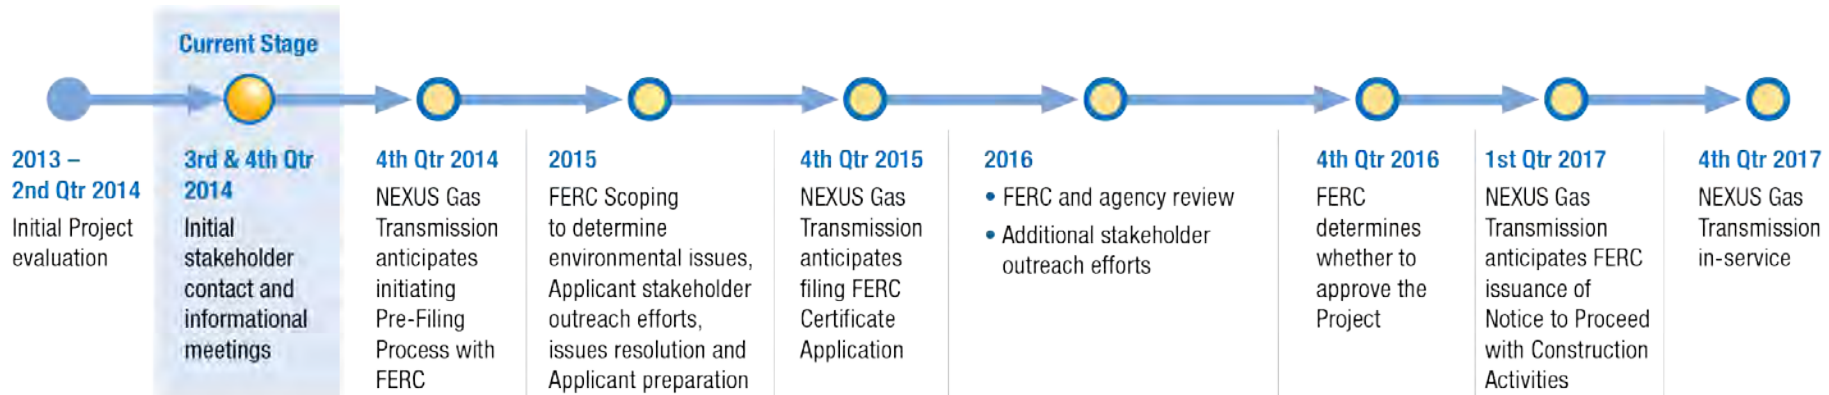 Current Stage
2013 –
2nd Qtr 2014
Initial Project
evaluation
3rd & 4th Qtr
2014
Initial
stakeholder
contact and
informational
meetings
4th Qtr 2014
NEXUS Gas
Transmission
anticipates
initiating
Pre-Filing
Process with
FERC
2015
FERC Scoping
to determine
environmental issues,
Applicant stakeholder
outreach efforts,
issues resolution and
Applicant preparation
4th Qtr 2015
NEXUS Gas
Transmission
anticipates
filing FERC
Certificate
Application
2016
• FERC and agency review
• Additional stakeholder
outreach efforts
4th Qtr 2016
FERC
determines
whether to
approve the
Project
1st Qtr 2017
NEXUS Gas
Transmission
anticipates FERC
issuance of
Notice to Proceed
with Construction
Activities
4th Qtr 2017
NEXUS Gas
Transmission
in-service